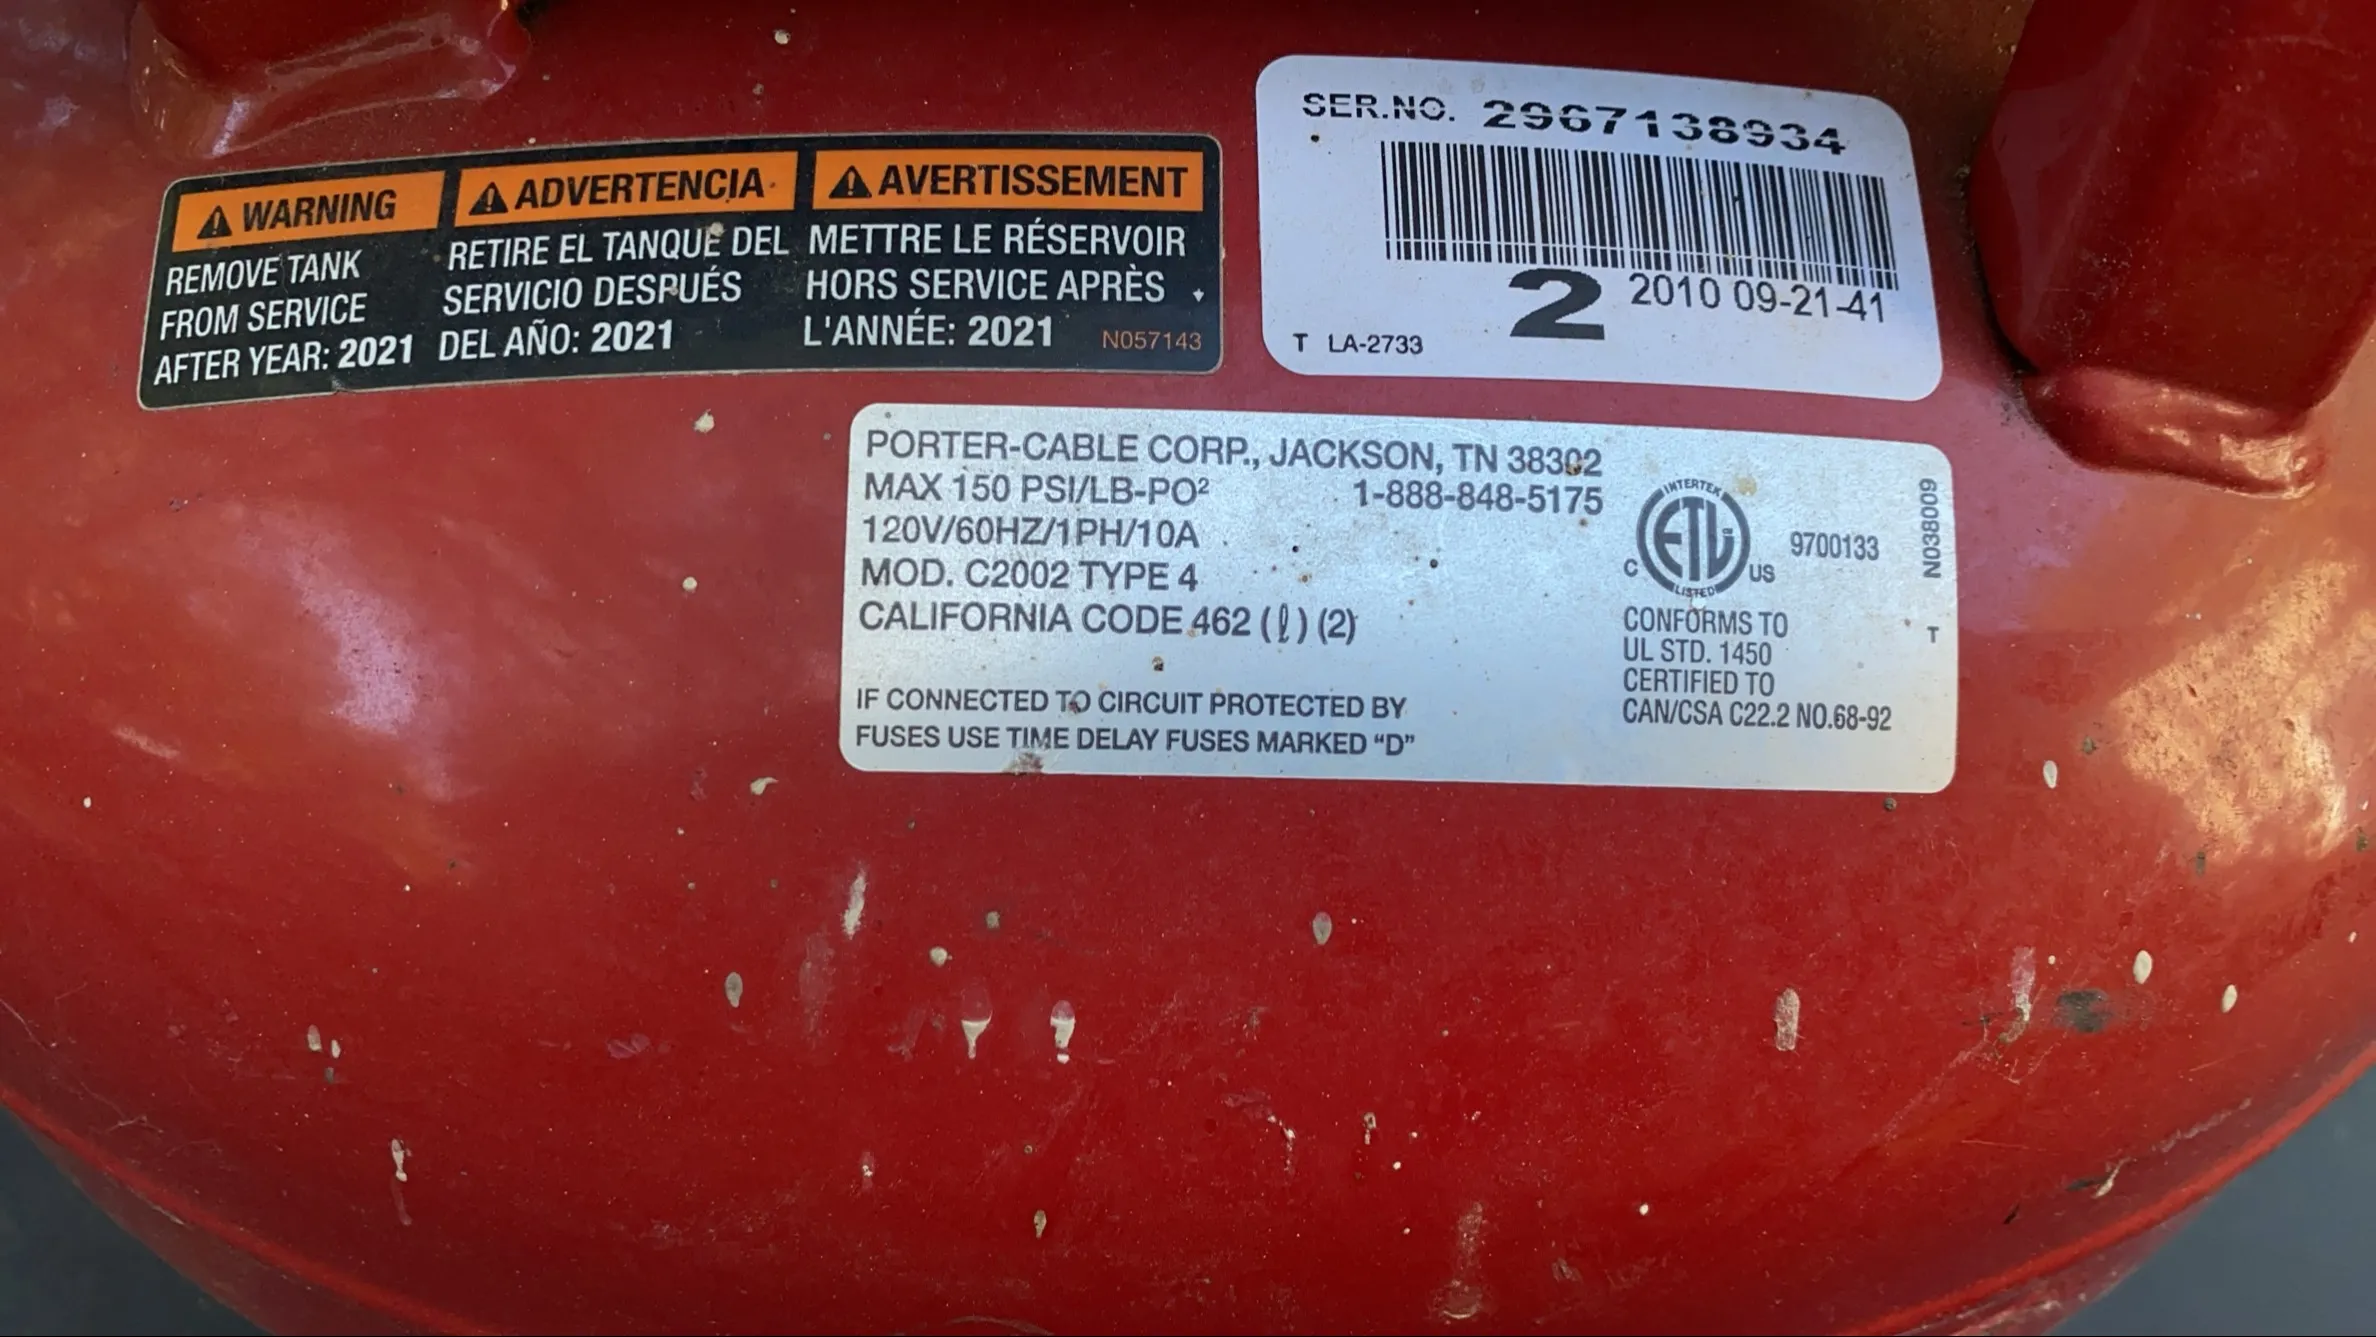 WARNING
REMOVE TANK
FROM SERVICE
AFTER YEAR: 2021
ADVERTENCIA
RETIRE EL TANQUE DEL
SERVICIO DESPUÉS
DEL AÑO: 2021
AVERTISSEMENT
METTRE LE RÉSERVOIR
HORS SERVICE APRÈS
L'ANNÉE: 2021
N057143
SER.NO. 2967138934
2 2010 09-21-41
T LA-2733
PORTER-CABLE CORP., JACKSON, TN 38302
MAX 150 PSI/LB-PO² 1-888-848-5175
120V/60HZ/1PH/10A
MOD. C2002 TYPE 4
CALIFORNIA CODE 462 (ℓ) (2)
IF CONNECTED TO CIRCUIT PROTECTED BY
FUSES USE TIME DELAY FUSES MARKED “D”
INTERTEK
ETL
LISTED
C US
9700133
CONFORMS TO
UL STD. 1450
CERTIFIED TO
CAN/CSA C22.2 NO.68-92
N038009
T